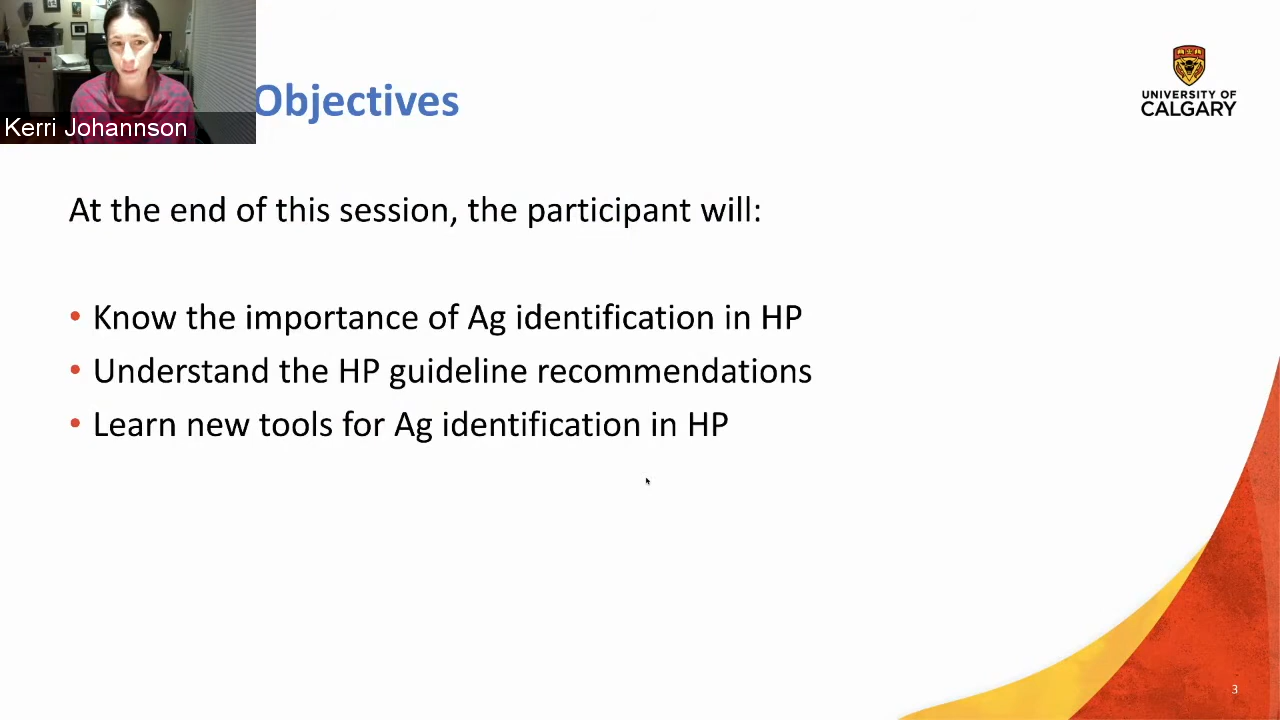 Kerri Johannson
Objectives
UNIVERSITY OF
CALGARY
At the end of this session, the participant will:
• Know the importance of Ag identification in HP
• Understand the HP guideline recommendations
• Learn new tools for Ag identification in HP
3